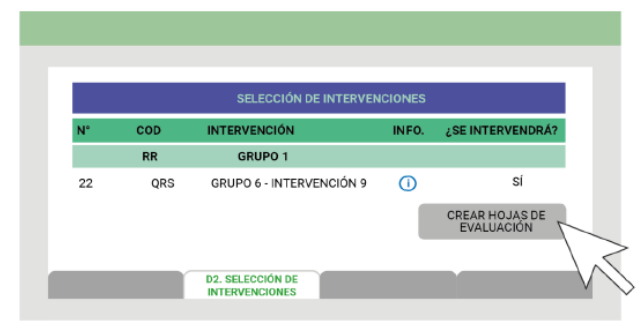 SELECCIÓN DE INTERVENCIONES
N° COD INTERVENCIÓN INFO. ¿SE INTERVENDRÁ?
RR GRUPO 1
22 QRS GRUPO 6 - INTERVENCIÓN 9 i SÍ
CREAR HOJAS DE
EVALUACIÓN
D2. SELECCIÓN DE
INTERVENCIONES